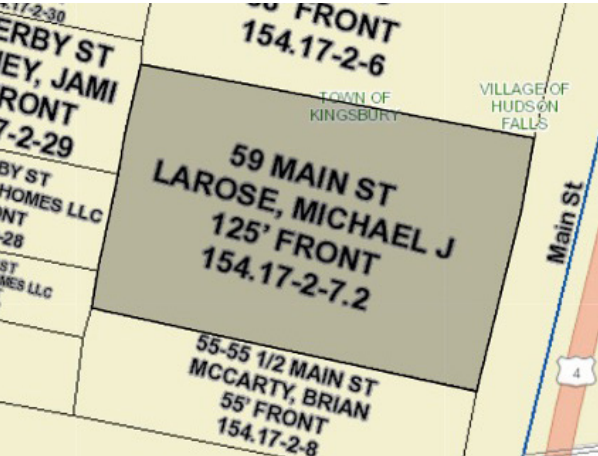 .17-2-30
ERBY ST
EY, JAMI
RONT
7-2-29
BY ST
HOMES LLC
NT
-28
ST
MES LLC
FRONT
154.17-2-6
TOWN OF
KINGSBURY
VILLAGE OF
HUDSON
FALLS
59 MAIN ST
LAROSE, MICHAEL J
125' FRONT
154.17-2-7.2
Main St
4
55-55 1/2 MAIN ST
MCCARTY, BRIAN
55' FRONT
154.17-2-8